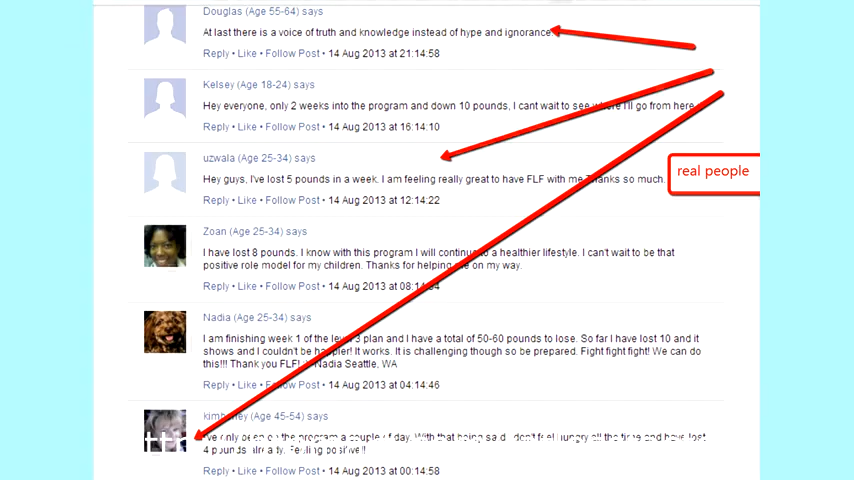 Douglas (Age 55-64) says
At last there is a voice of truth and knowledge instead of hype and ignorance
Reply • Like • Follow Post • 14 Aug 2013 at 21:14:58
Kelsey (Age 18-24) says
Hey everyone, only 2 weeks into the program and down 10 pounds, I cant wait to see where I'll go from here
Reply • Like • Follow Post • 14 Aug 2013 at 16:14:10
uzwala (Age 25-34) says
Hey guys, I've lost 5 pounds in a week. I am feeling really great to have FLF with me Thanks so much.
real people
Reply • Like • Follow Post • 14 Aug 2013 at 12:14:22
Zoan (Age 25-34) says
I have lost 8 pounds. I know with this program I will continue to a healthier lifestyle. I can't wait to be that
positive role model for my children. Thanks for helping me on my way.
Reply • Like • Follow Post • 14 Aug 2013 at 08:14:
Nadia (Age 25-34) says
I am finishing week 1 of the level 3 plan and I have a total of 50-60 pounds to lose. So far I have lost 10 and it
shows and I couldn't be happier! It works. It is challenging though so be prepared. Fight fight fight! We can do
this!!! Thank you FLF! Nadia Seattle, WA
Reply • Like • Follow Post • 14 Aug 2013 at 04:14:46
(Age 45-54) says
I've only been on the program a couple of day. With that being said I don't feel hungry all the time and have lost
4 pounds already. Feeling positive!!
Reply • Like • Follow Post • 14 Aug 2013 at 00:14:58